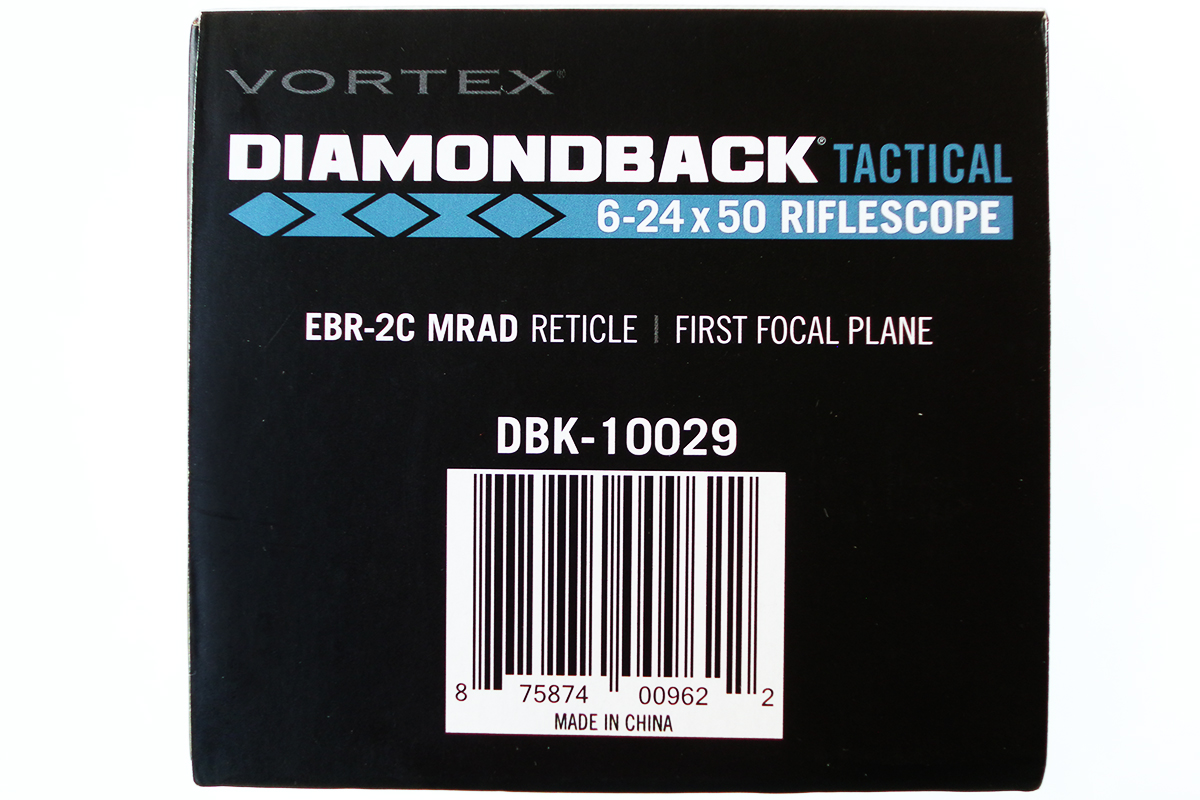 VORTEX®
DIAMONDBACK® TACTICAL
6-24x50 RIFLESCOPE
EBR-2C MRAD RETICLE | FIRST FOCAL PLANE
DBK-10029
8 75874 00962 2
MADE IN CHINA